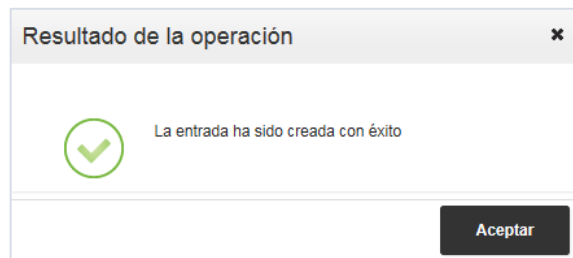 Resultado de la operación
La entrada ha sido creada con éxito
Aceptar